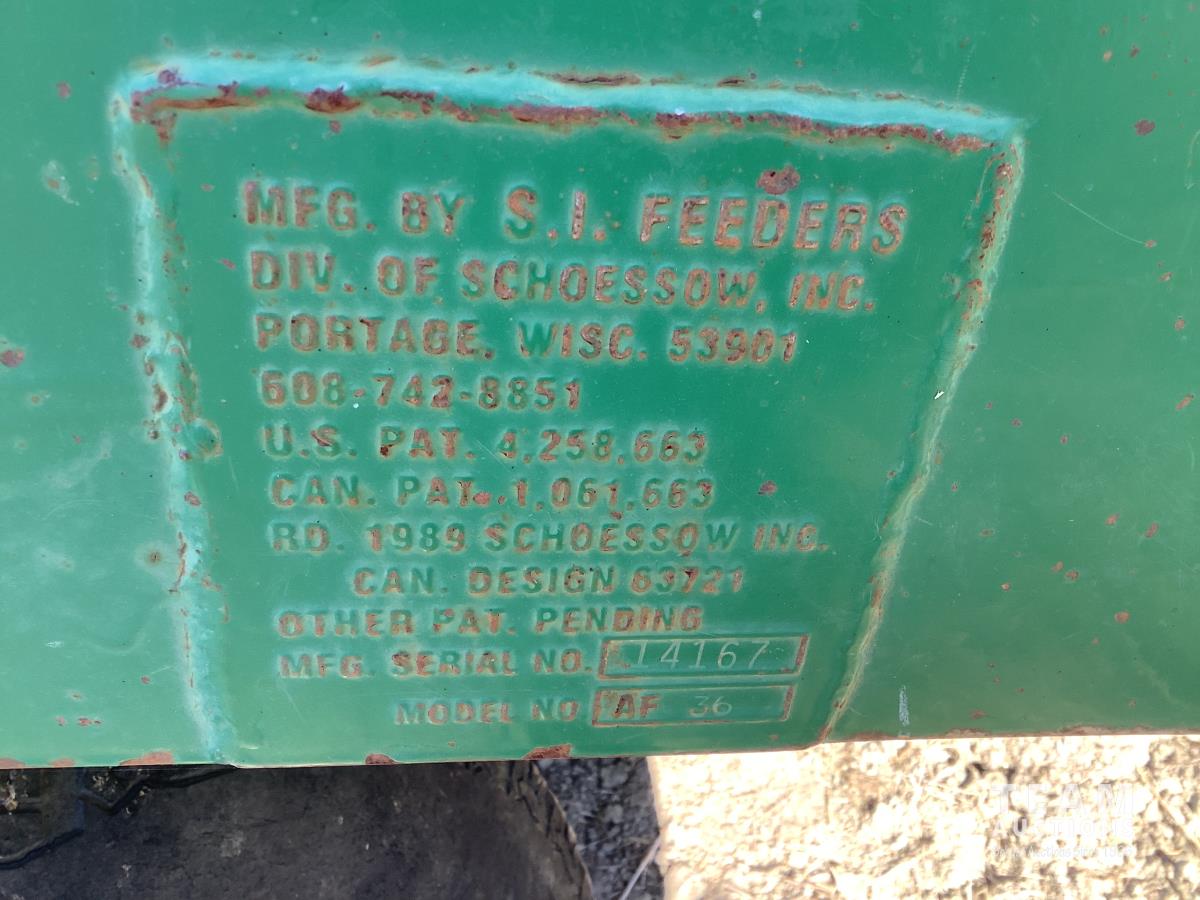 MFG. BY S.I. FEEDERS
DIV. OF SCHOESSOW, INC.
PORTAGE, WISC. 53901
608-742-8851
U.S. PAT. 4,258,663
CAN. PAT. 1,061,663
RD. 1989 SCHOESSOW INC.
CAN. DESIGN 63721
OTHER PAT. PENDING
MFG. SERIAL NO. 14167
MODEL NO AF 36
TEAM
AUCTIONS